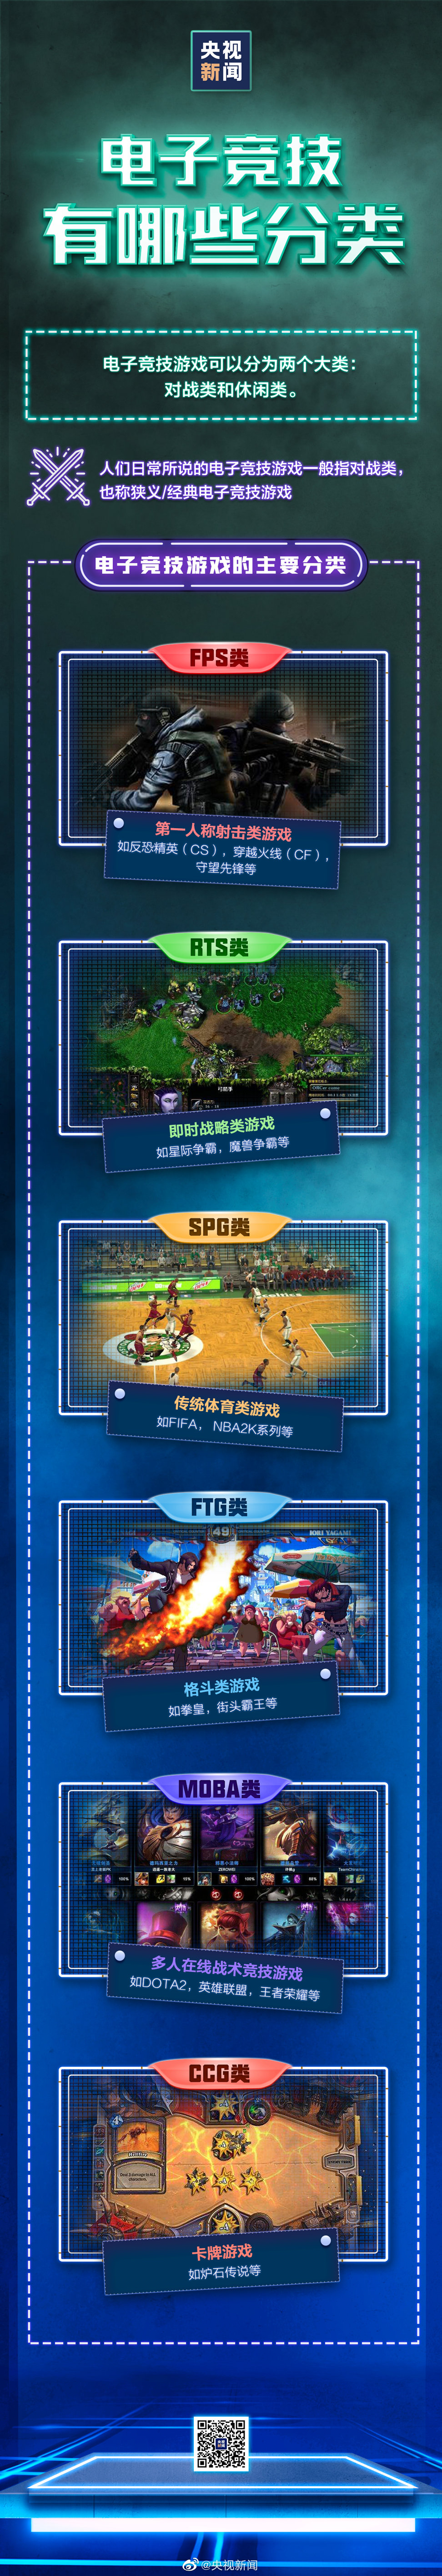 央视
新闻
电子竞技
有哪些分类
电子竞技游戏可以分为两个大类：
对战类和休闲类。
人们日常所说的电子竞技游戏一般指对战类，
也称狭义/经典电子竞技游戏
电子竞技游戏的主要分类
FPS类
第一人称射击类游戏
如反恐精英（CS），穿越火线（CF），
守望先锋等
RTS类
弓箭手
即时战略类游戏
如星际争霸，魔兽争霸等
SPG类
传统体育类游戏
如FIFA， NBA2K系列等
FTG类
49
IORI YAGAMI
格斗类游戏
如拳皇，街头霸王等
MOBA类
多人在线战术竞技游戏
如DOTA2，英雄联盟，王者荣耀等
CCG类
卡牌游戏
如炉石传说等
@央视新闻